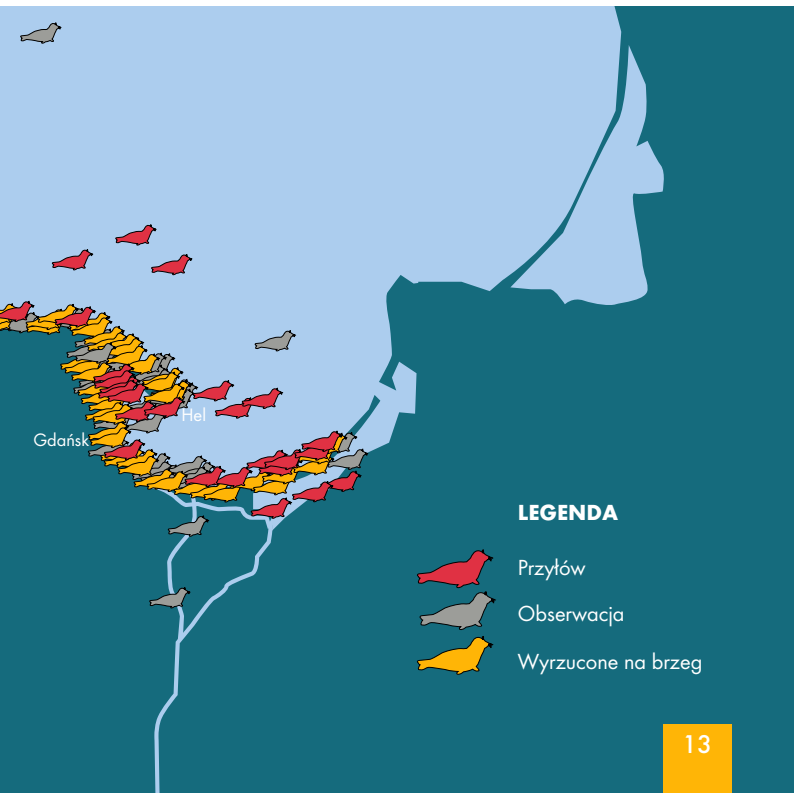 Hel
Gdańsk
LEGENDA
Przyłów
Obserwacja
Wyrzucone na brzeg
13